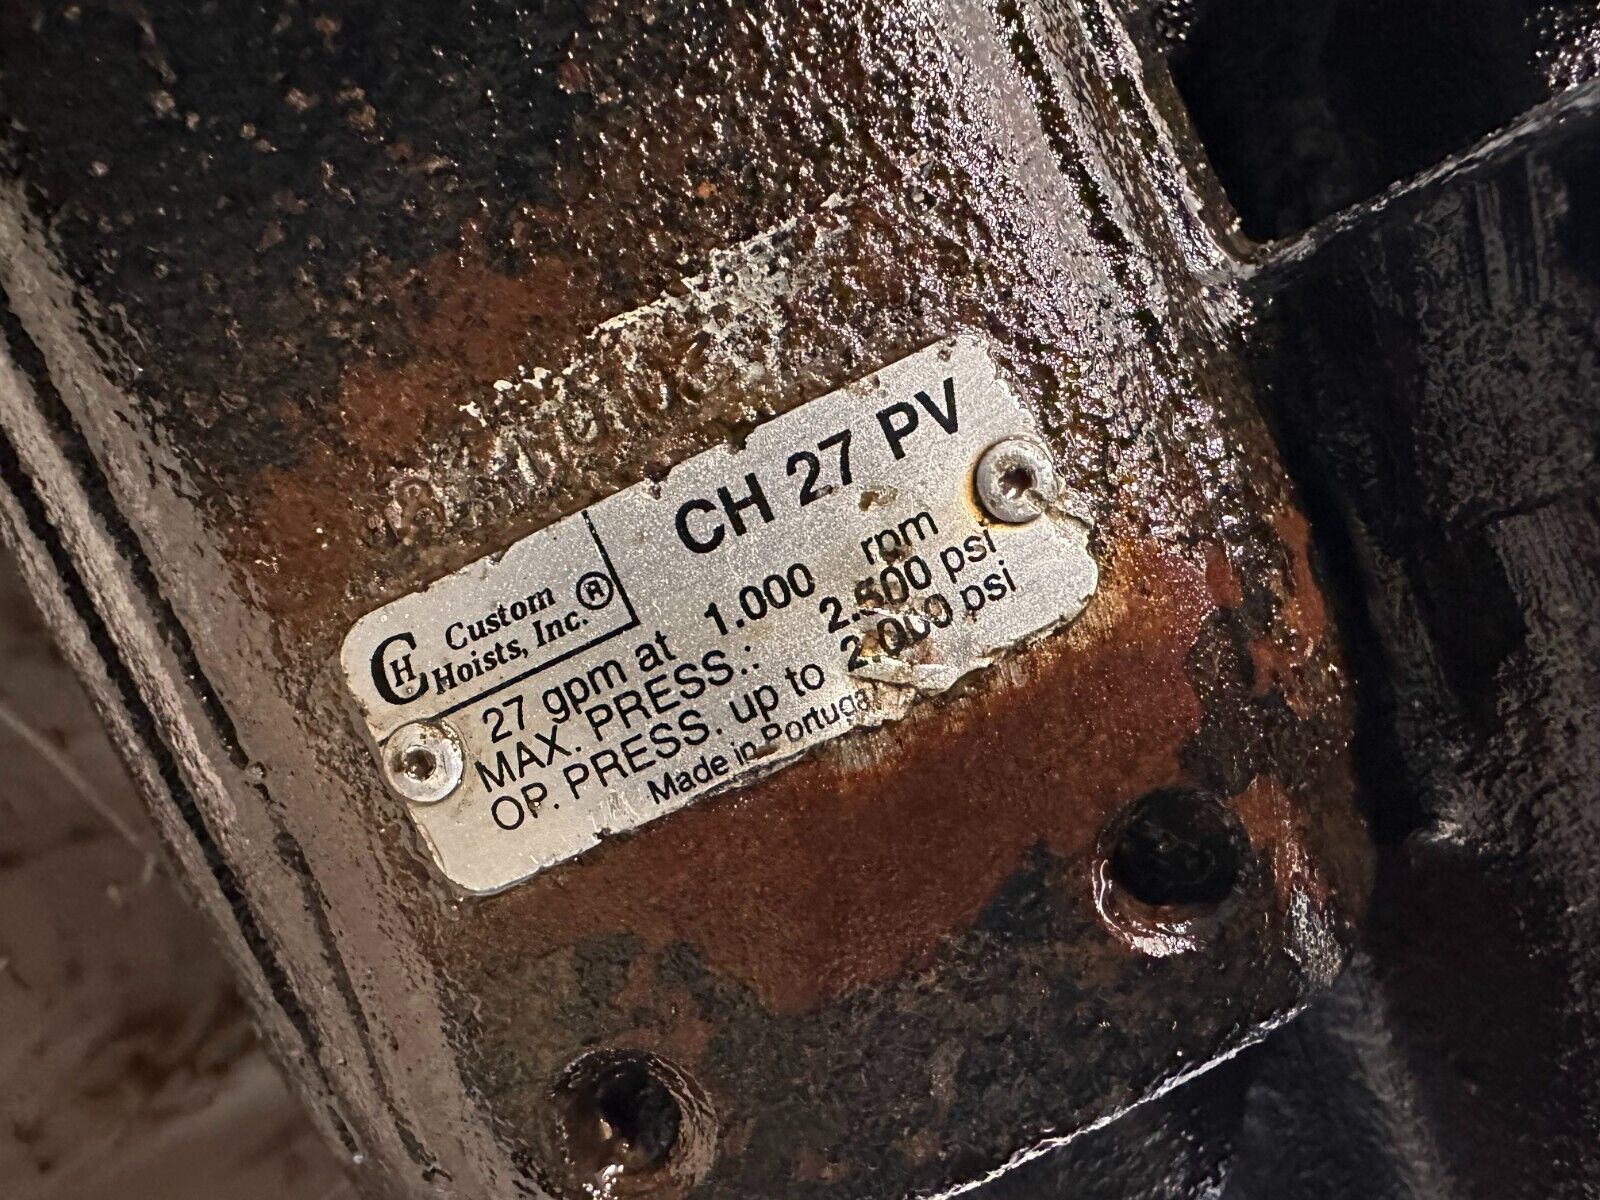 CH 27 PV
CH Custom
Hoists, Inc.®
27 gpm at 1.000 rpm
MAX. PRESS.: 2.500 psi
OP. PRESS. up to 2.000 psi
Made in Portugal